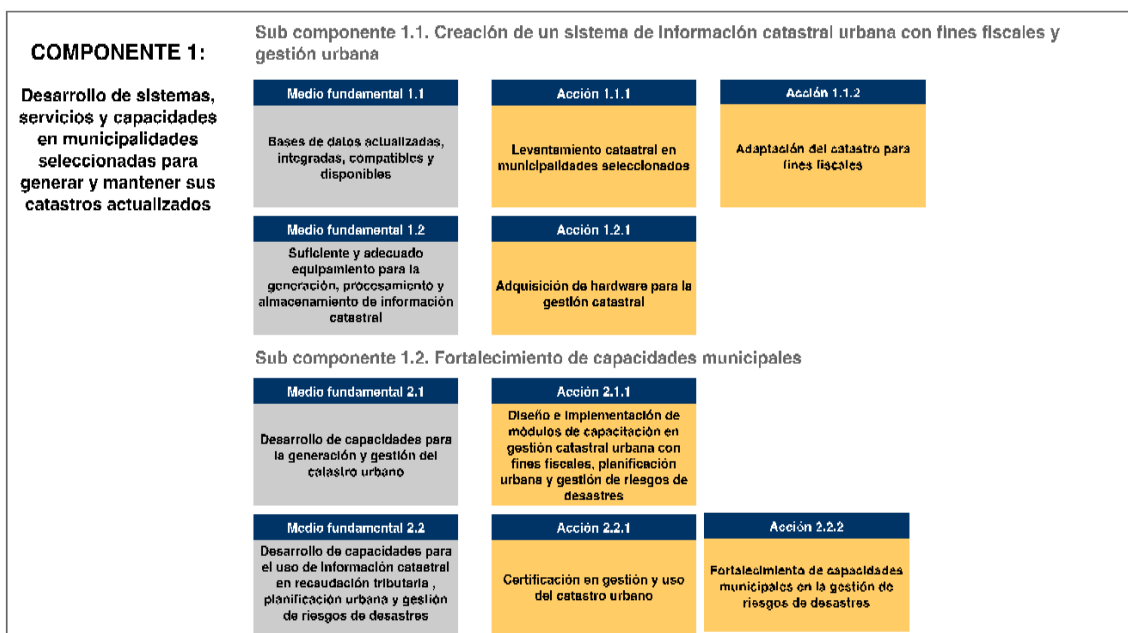 COMPONENTE 1:
Desarrollo de sistemas,
servicios y capacidades
en municipalidades
seleccionadas para
generar y mantener sus
catastros actualizados
Sub componente 1.1. Creación de un sistema de información catastral urbana con fines fiscales y
gestión urbana
Medio fundamental 1.1
Bases de datos actualizadas,
integradas, compatibles y
disponibles
Acción 1.1.1
Levantamiento catastral en
municipalidades seleccionados
Acción 1.1.2
Adaptación del catastro para
fines fiscales
Medio fundamental 1.2
Suficiente y adecuado
equipamiento para la
generación, procesamiento y
almacenamiento de información
catastral
Acción 1.2.1
Adquisición de hardware para la
gestión catastral
Sub componente 1.2. Fortalecimiento de capacidades municipales
Medio fundamental 2.1
Desarrollo de capacidades para
la generación y gestión del
catastro urbano
Acción 2.1.1
Diseño e implementación de
módulos de capacitación en
gestión catastral urbana con
fines fiscales, planificación
urbana y gestión de riesgos de
desastres
Medio fundamental 2.2
Desarrollo de capacidades para
el uso de información catastral
en recaudación tributaria ,
planificación urbana y gestión
de riesgos de desastres
Acción 2.2.1
Certificación en gestión y uso
del catastro urbano
Acción 2.2.2
Fortalecimiento de capacidades
municipales en la gestión de
riesgos de desastres